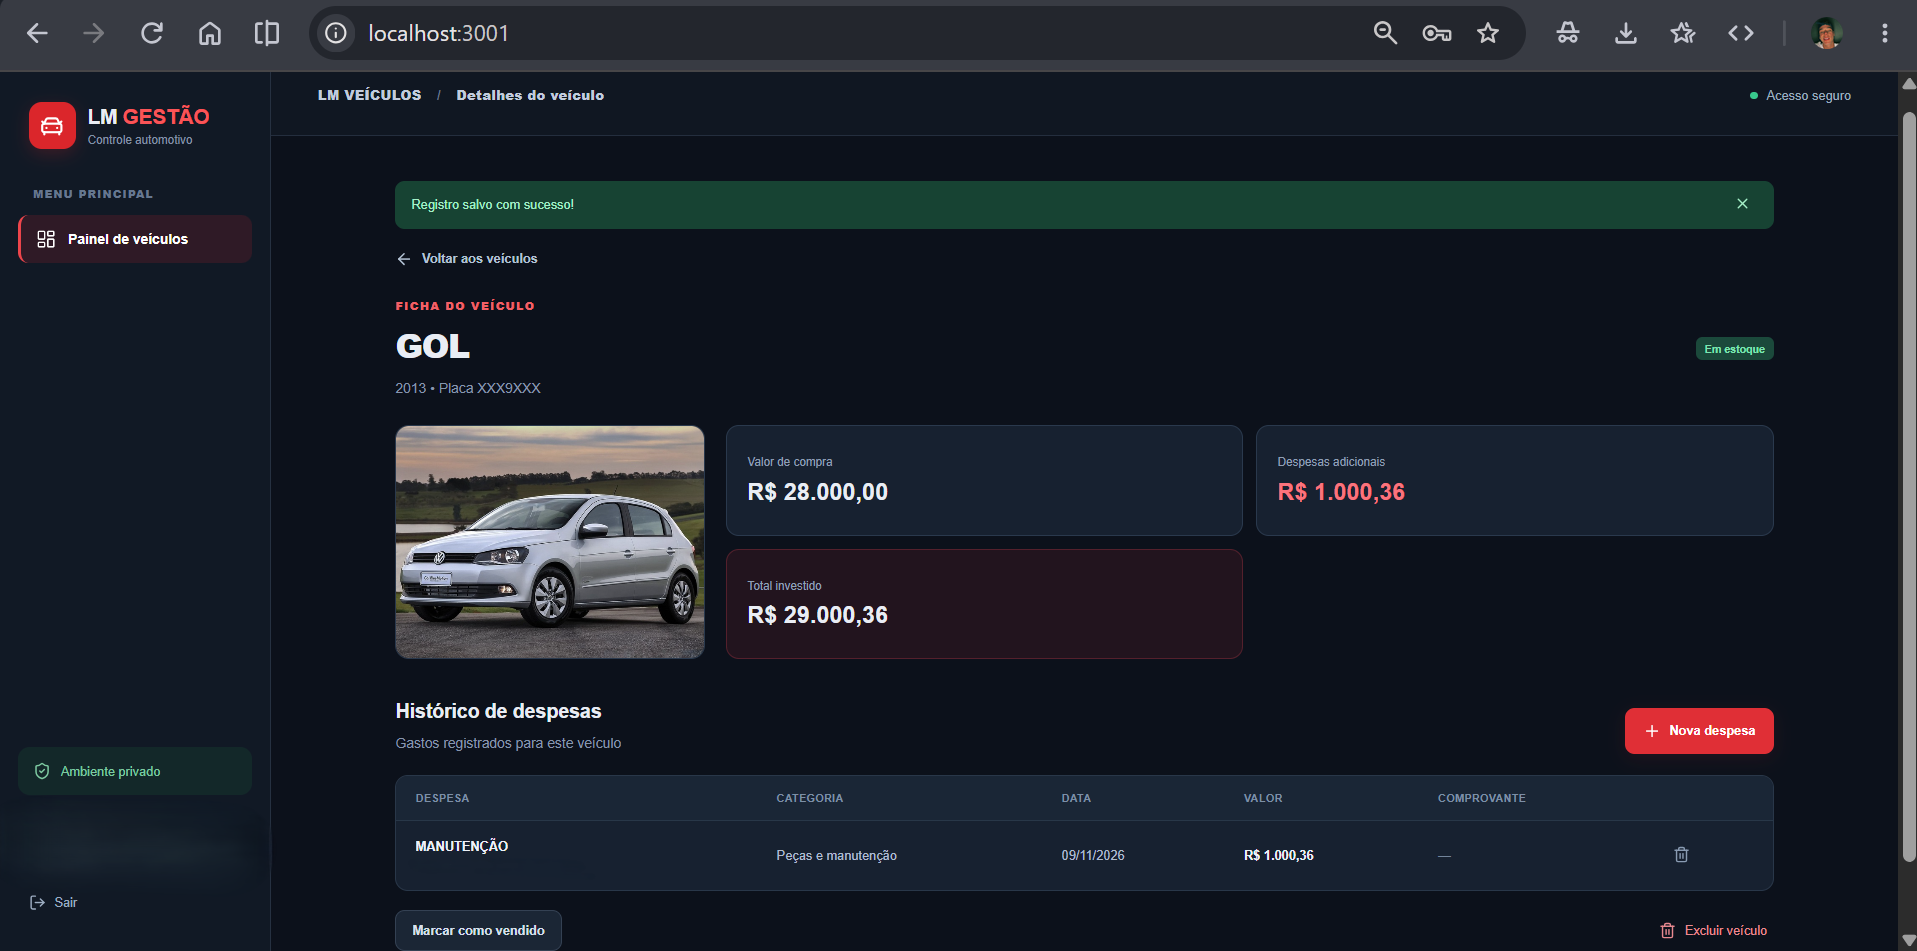 localhost:3001
LM GESTÃO
Controle automotivo
MENU PRINCIPAL
Painel de veículos
Ambiente privado
Sair
LM VEÍCULOS / Detalhes do veículo
Acesso seguro
Registro salvo com sucesso!
Voltar aos veículos
FICHA DO VEÍCULO
GOL
Em estoque
2013 • Placa XXX9XXX
Valor de compra
R$ 28.000,00
Despesas adicionais
R$ 1.000,36
Total investido
R$ 29.000,36
Histórico de despesas
Gastos registrados para este veículo
Nova despesa
DESPESA CATEGORIA DATA VALOR COMPROVANTE
MANUTENÇÃO Peças e manutenção 09/11/2026 R$ 1.000,36 —
Marcar como vendido
Excluir veículo